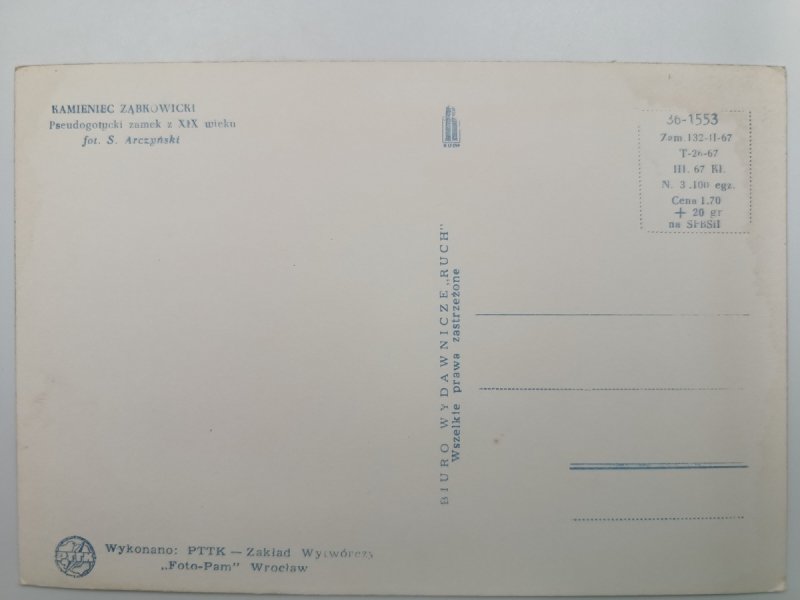 KAMIENIEC ZĄBKOWICKI
Pseudogotycki zamek z XIX wieku
fot. S. Arczyński
RUCH
36-1553
Zam. 132-II-67
T-26-67
III. 67 Kl.
N. 3.100 egz.
Cena 1.70
+ 20 gr
na SFBSiI
BIURO WYDAWNICZE „RUCH"
Wszelkie prawa zastrzeżone
PTTK
Wykonano: PTTK — Zakład Wytwórczy
„Foto-Pam" Wrocław